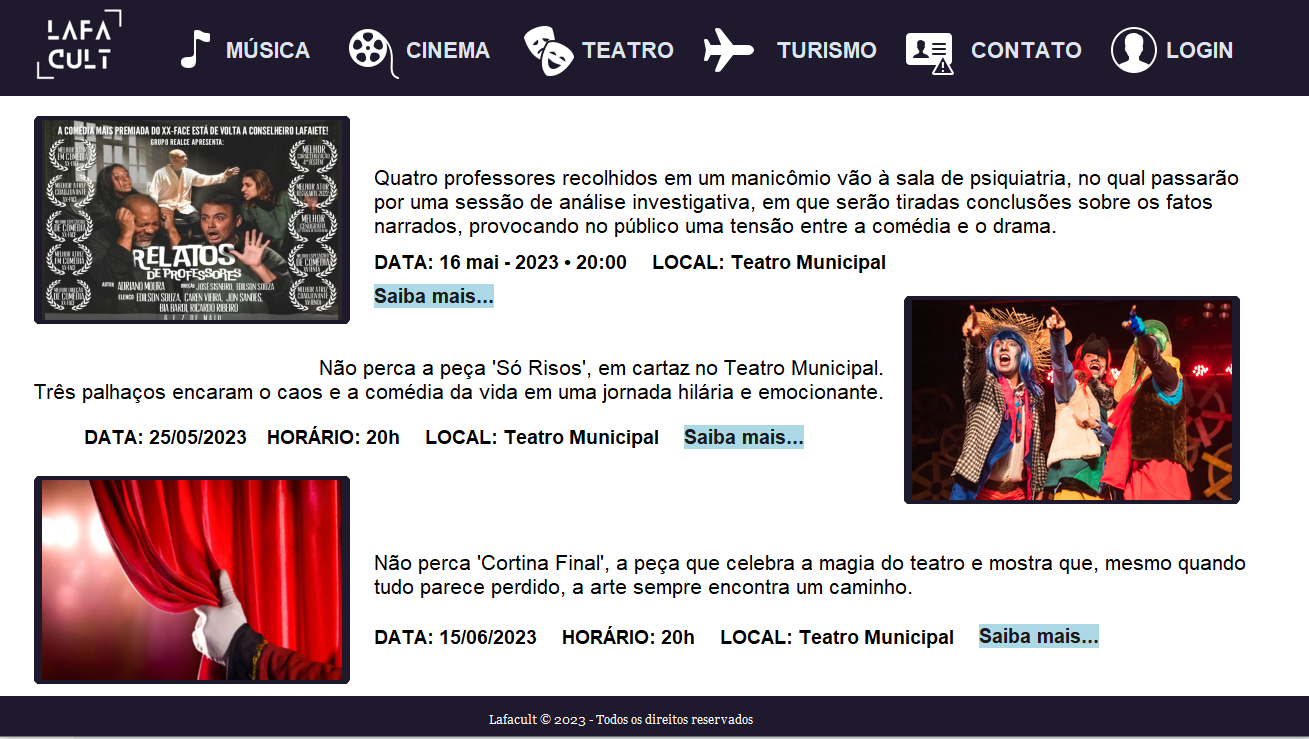 LAFA
CULT
MÚSICA
CINEMA
TEATRO
TURISMO
CONTATO
LOGIN
A COMÉDIA MAIS PREMIADA DO XX-FACE ESTÁ DE VOLTA A CONSELHEIRO LAFAIETE!
GRUPO REALCE APRESENTA:
RELATOS
DE PROFESSORES
AUTOR ADRIANO MOURA DIREÇÃO JOSÉ SISNEIRO, EDILSON SOUZA
ELENCO EDILSON SOUZA, CAREN VIEIRA, JON SANDES,
BIA BAROI, RICARDO RIBEIRO
6 E 7 DE MAIO
Quatro professores recolhidos em um manicômio vão à sala de psiquiatria, no qual passarão
por uma sessão de análise investigativa, em que serão tiradas conclusões sobre os fatos
narrados, provocando no público uma tensão entre a comédia e o drama.
DATA: 16 mai - 2023 • 20:00 LOCAL: Teatro Municipal
Saiba mais...
Não perca a peça 'Só Risos', em cartaz no Teatro Municipal.
Três palhaços encaram o caos e a comédia da vida em uma jornada hilária e emocionante.
DATA: 25/05/2023 HORÁRIO: 20h LOCAL: Teatro Municipal Saiba mais...
Não perca 'Cortina Final', a peça que celebra a magia do teatro e mostra que, mesmo quando
tudo parece perdido, a arte sempre encontra um caminho.
DATA: 15/06/2023 HORÁRIO: 20h LOCAL: Teatro Municipal Saiba mais...
Lafacult © 2023 - Todos os direitos reservados